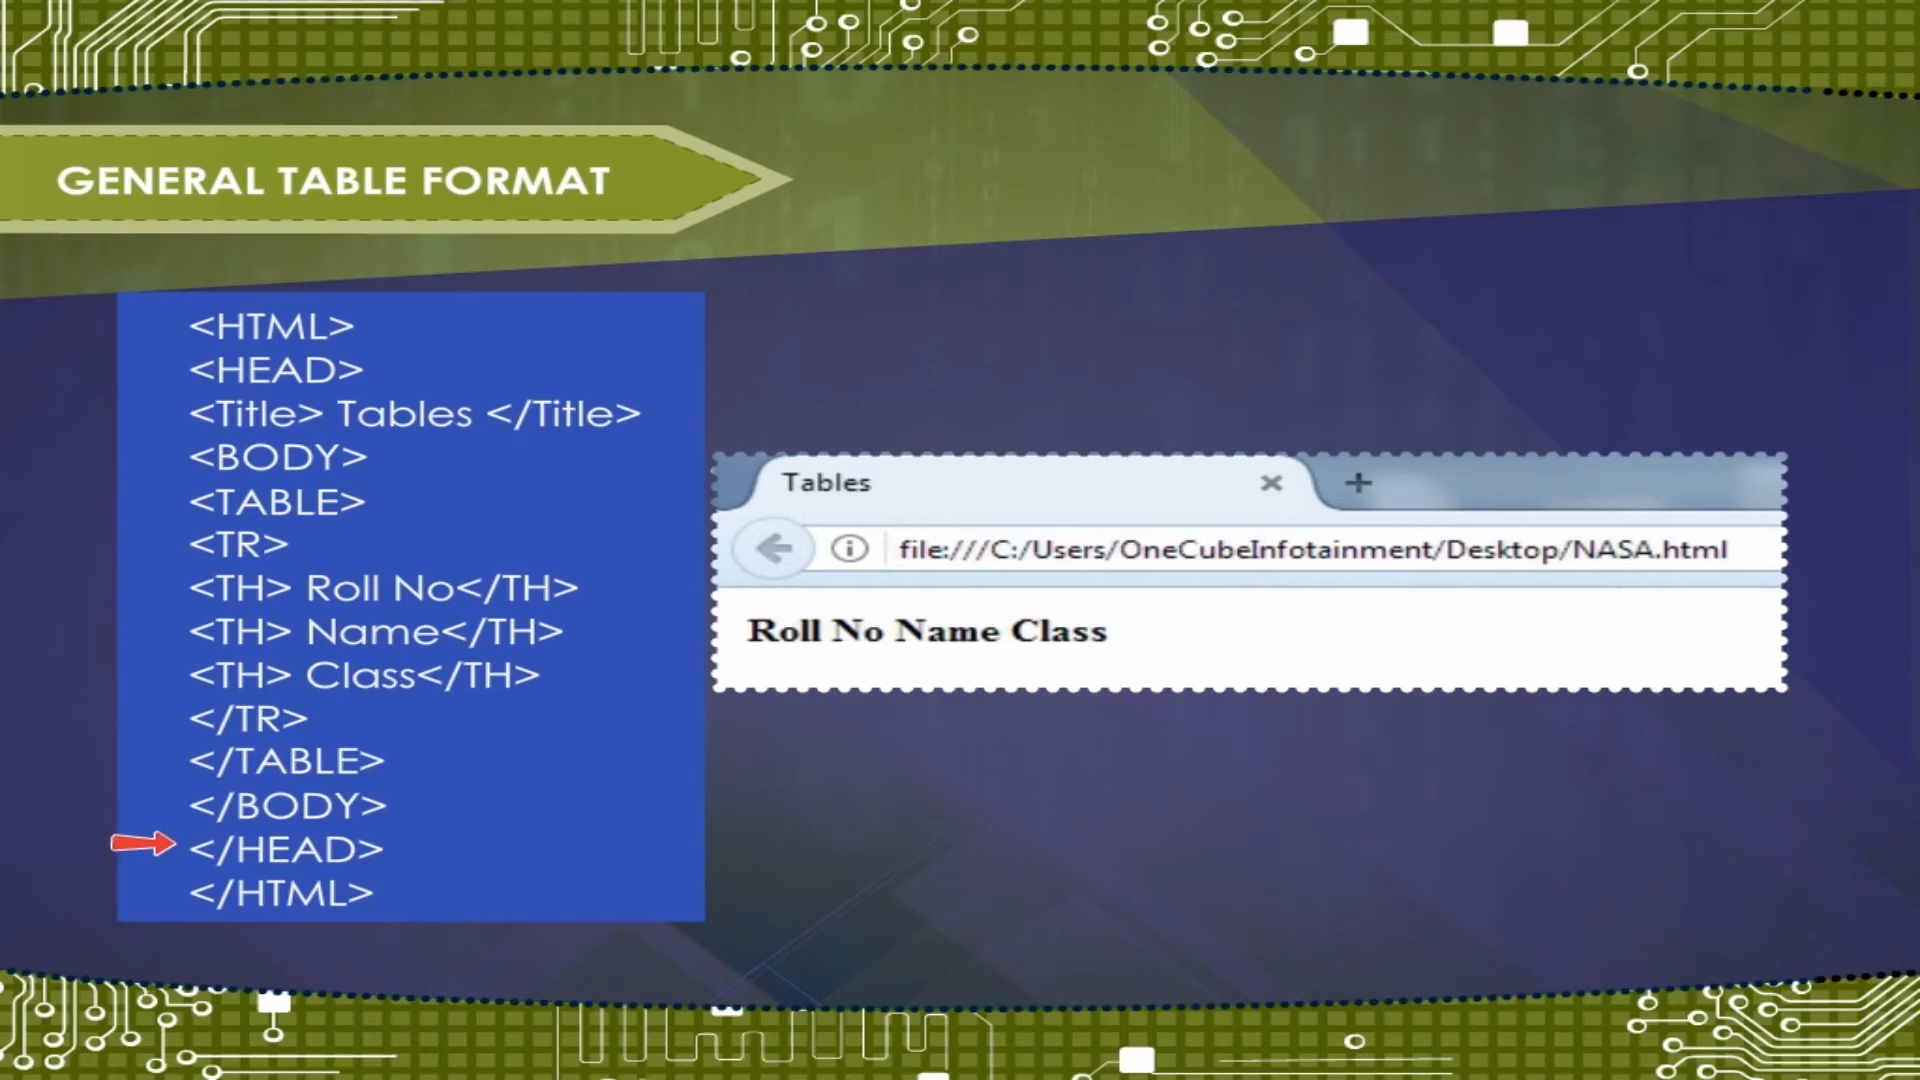 GENERAL TABLE FORMAT
<HTML>
<HEAD>
<Title> Tables </Title>
<BODY>
<TABLE>
<TR>
<TH> Roll No</TH>
<TH> Name</TH>
<TH> Class</TH>
</TR>
</TABLE>
</BODY>
</HEAD>
</HTML>
Tables
file:///C:/Users/OneCubeInfotainment/Desktop/NASA.html
Roll No Name Class